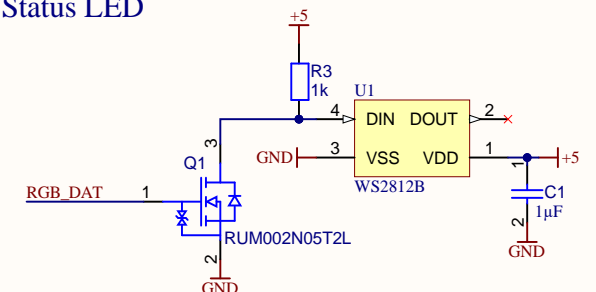 Status LED
+5
R3
1k
U1
4 DIN DOUT 2
3
Q1
GND 3 VSS VDD 1 +5
WS2812B
RGB_DAT 1
1
C1
1µF
RUM002N05T2L
2
2
GND
GND